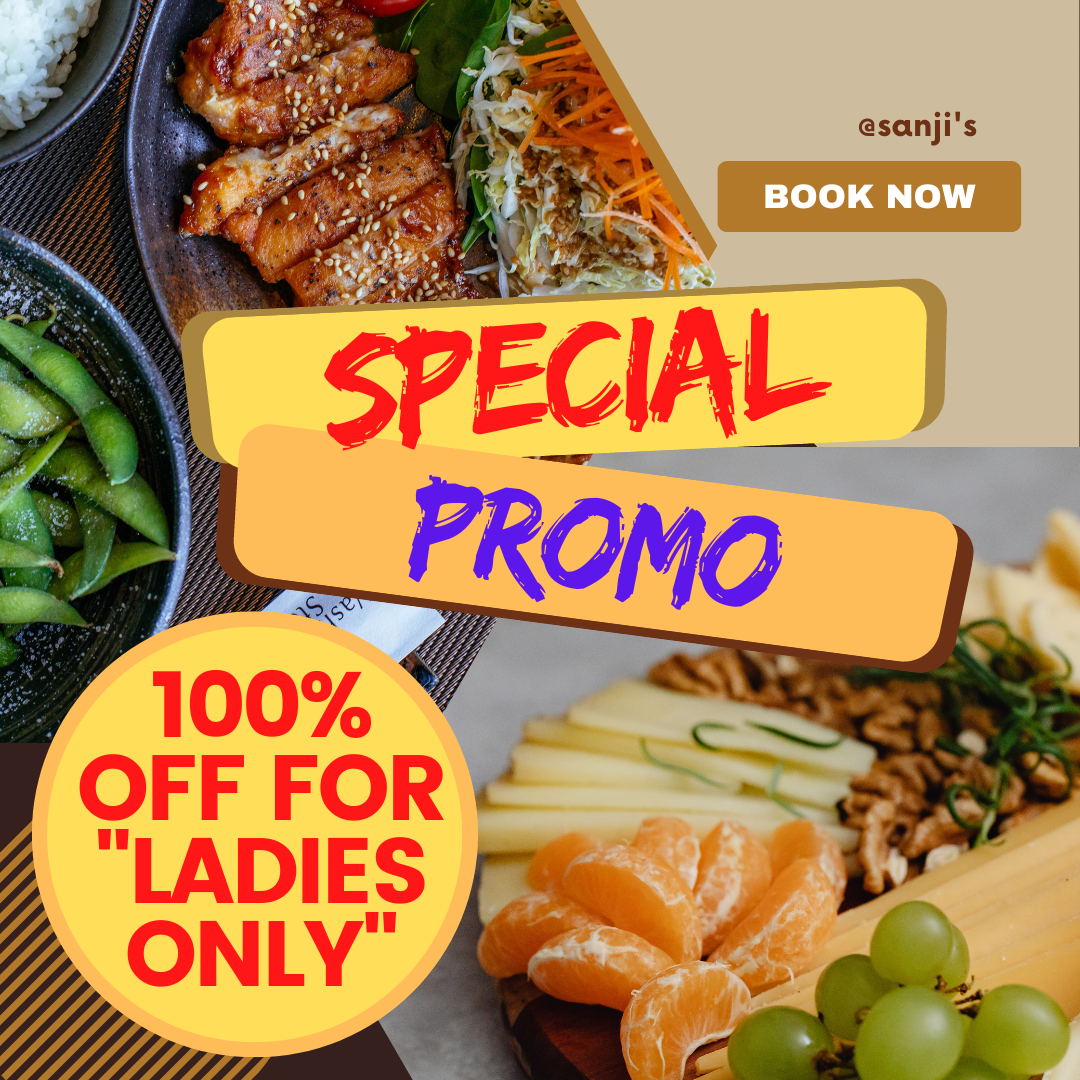 @sanji's
BOOK NOW
SPECIAL
PROMO
100%
OFF FOR
"LADIES
ONLY"